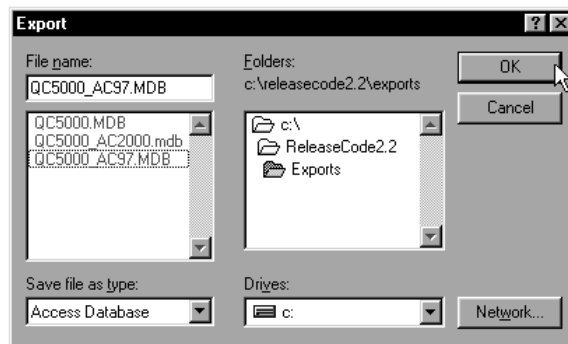 Export
File name:
QC5000_AC97.MDB
QC5000.MDB
QC5000_AC2000.mdb
QC5000_AC97.MDB
Save file as type:
Access Database
Folders:
c:\releasecode2.2\exports
c:\
ReleaseCode2.2
Exports
Drives:
c:
OK
Cancel
Network...